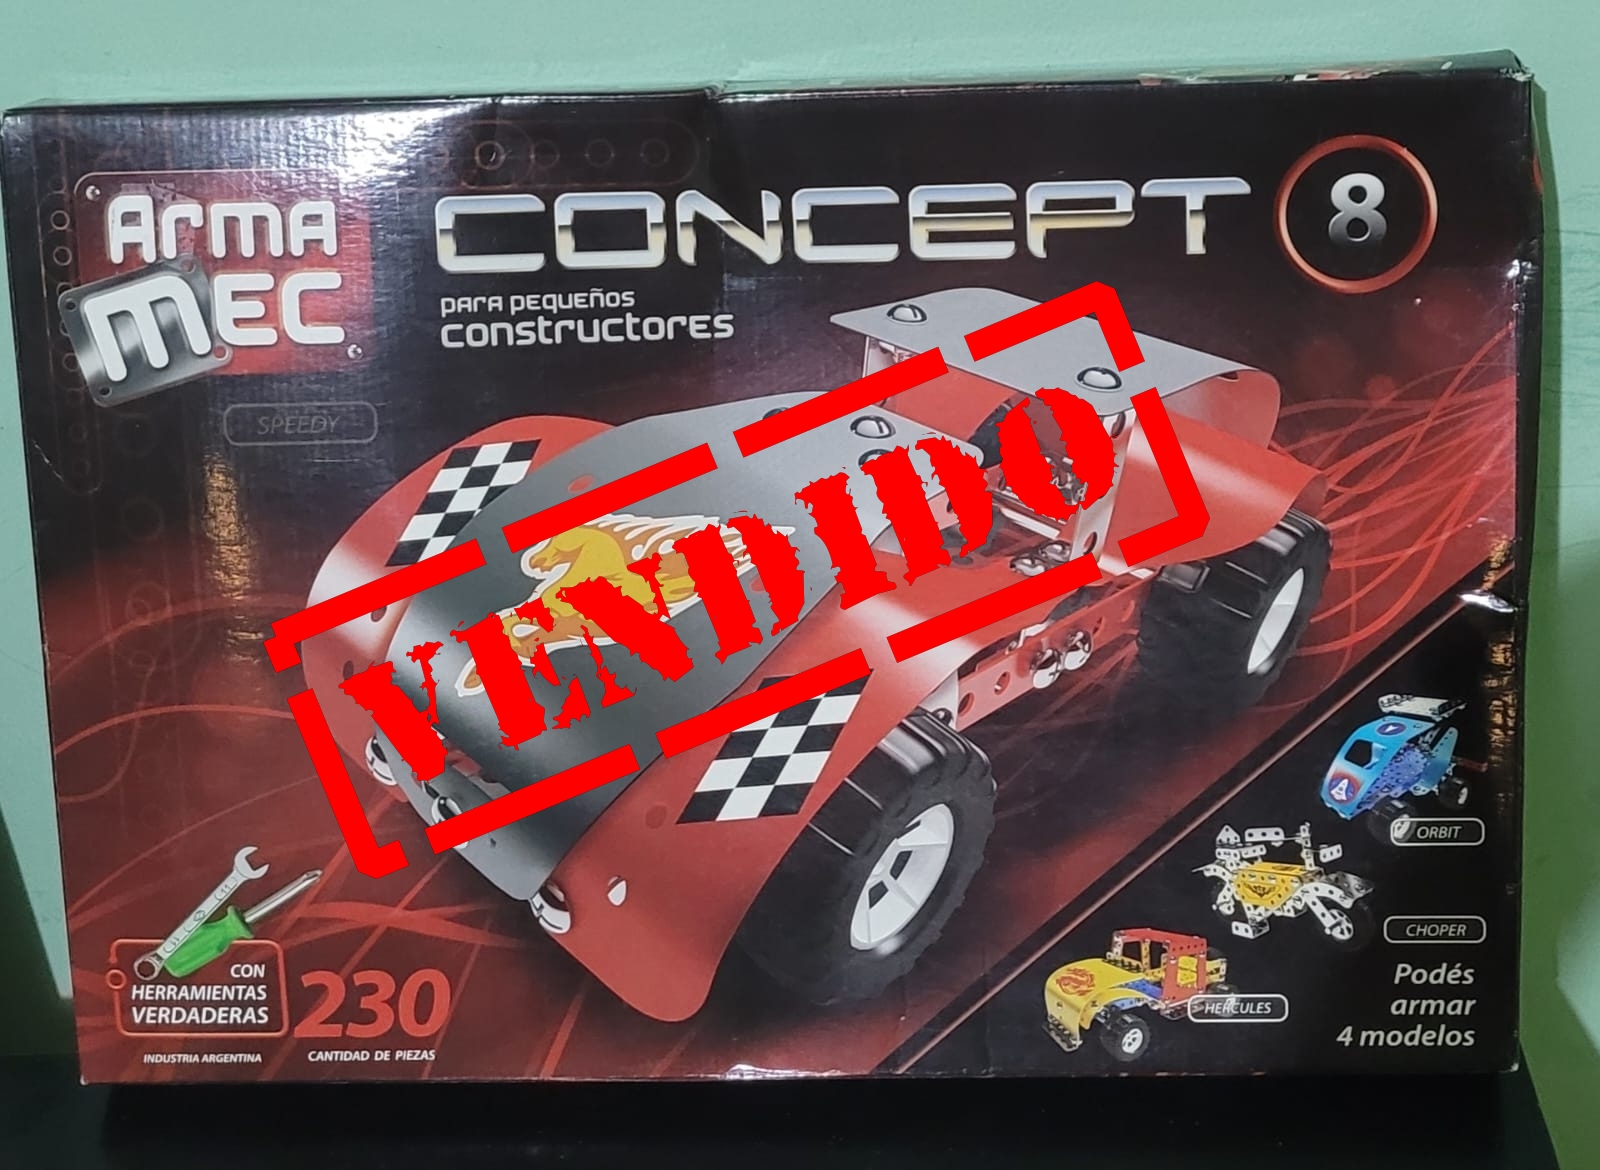 Arma
mec
CONCEPT
8
para pequeños
constructores
SPEEDY
VENDIDO
ORBIT
CHOPER
HERCULES
Podés
armar
4 modelos
CON
HERRAMIENTAS
VERDADERAS
230
CANTIDAD DE PIEZAS
INDUSTRIA ARGENTINA